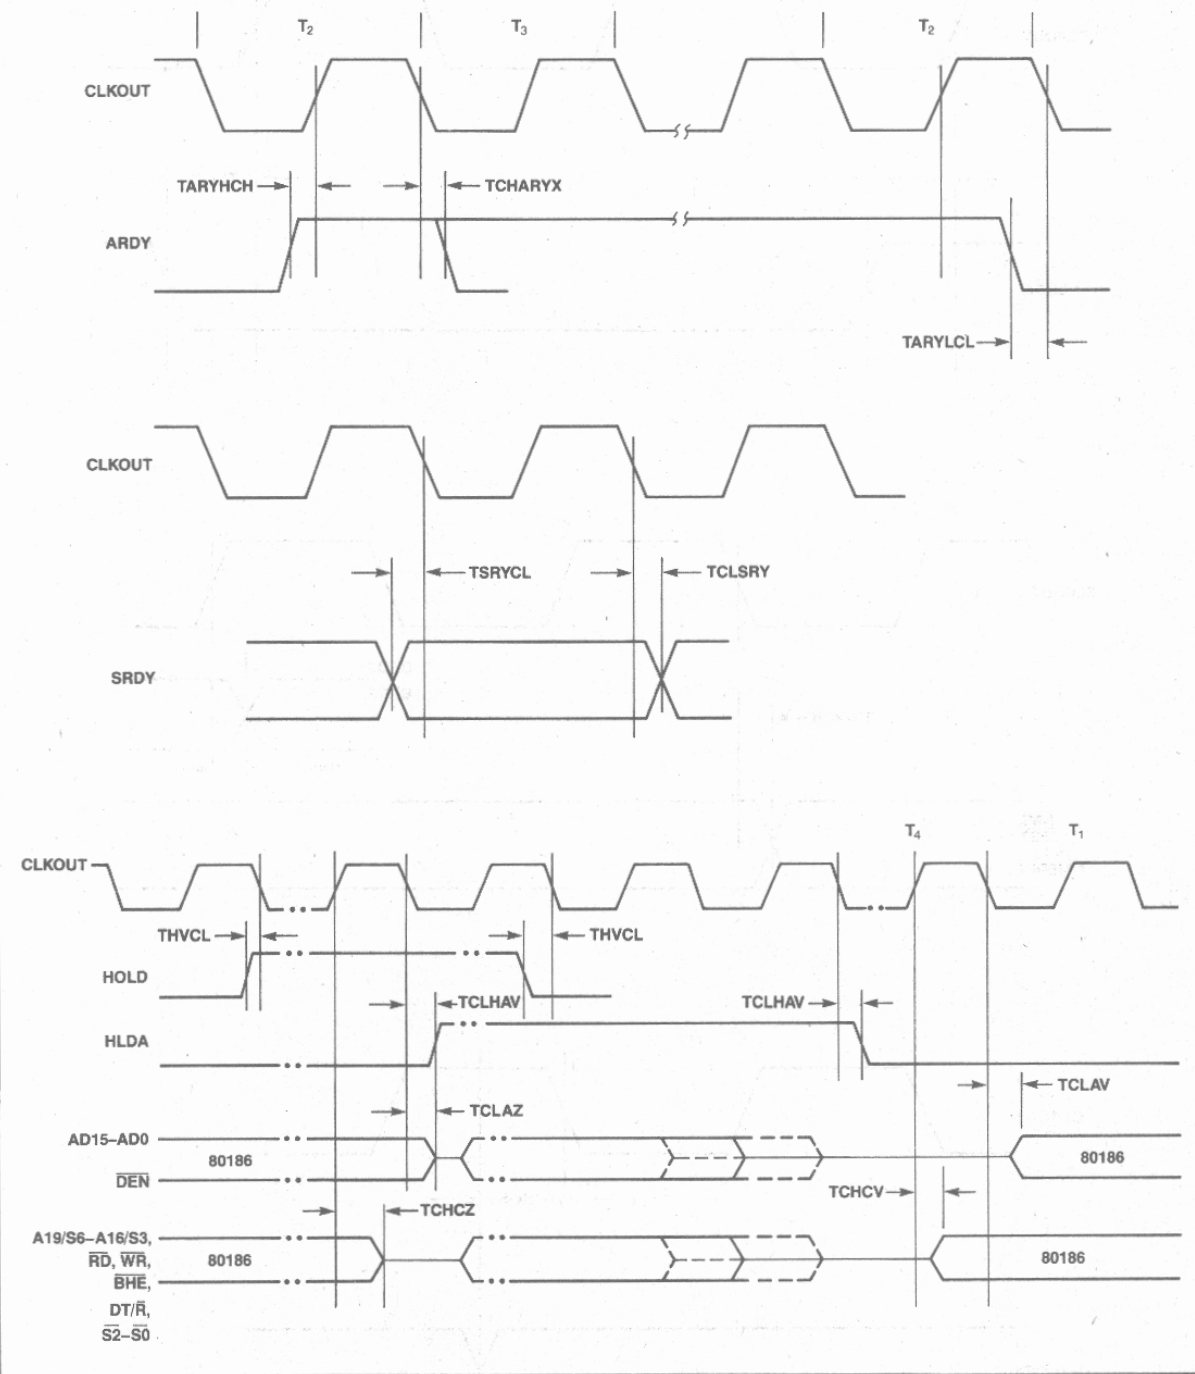 T2 T3 T2
CLKOUT
TARYHCH TCHARYX
ARDY
TARYLCL
CLKOUT
TSRYCL TCLSRY
SRDY
T4 T1
CLKOUT
THVCL THVCL
HOLD
TCLHAV TCLHAV
HLDA
TCLAV
TCLAZ
AD15–AD0
80186 80186
DEN
TCHCV
TCHCZ
A19/S6–A16/S3,
RD, WR, 80186 80186
BHE,
DT/R,
S2–S0